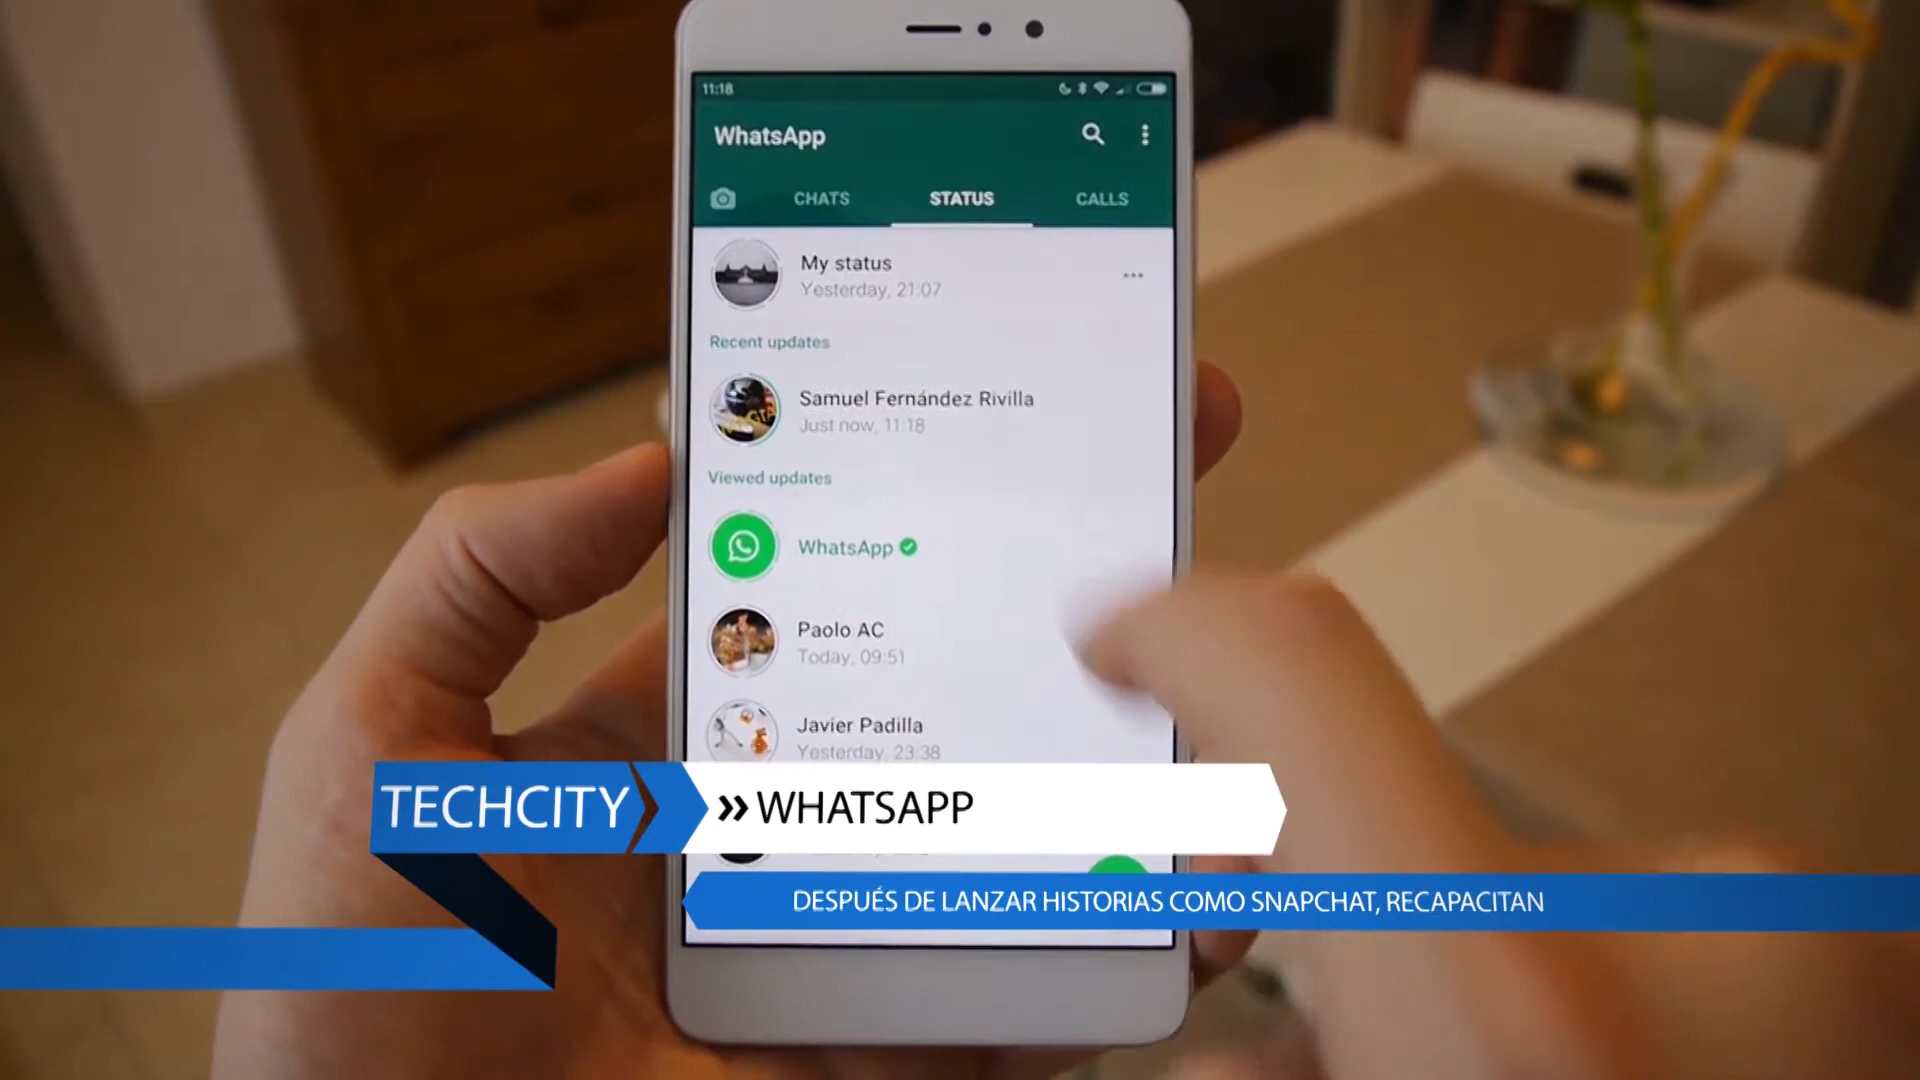 11:18
WhatsApp
CHATS STATUS CALLS
My status
Yesterday, 21:07
Recent updates
Samuel Fernández Rivilla
Just now, 11:18
Viewed updates
WhatsApp
Paolo AC
Today, 09:51
Javier Padilla
Yesterday, 23:38
TECHCITY » WHATSAPP
DESPUÉS DE LANZAR HISTORIAS COMO SNAPCHAT, RECAPACITAN